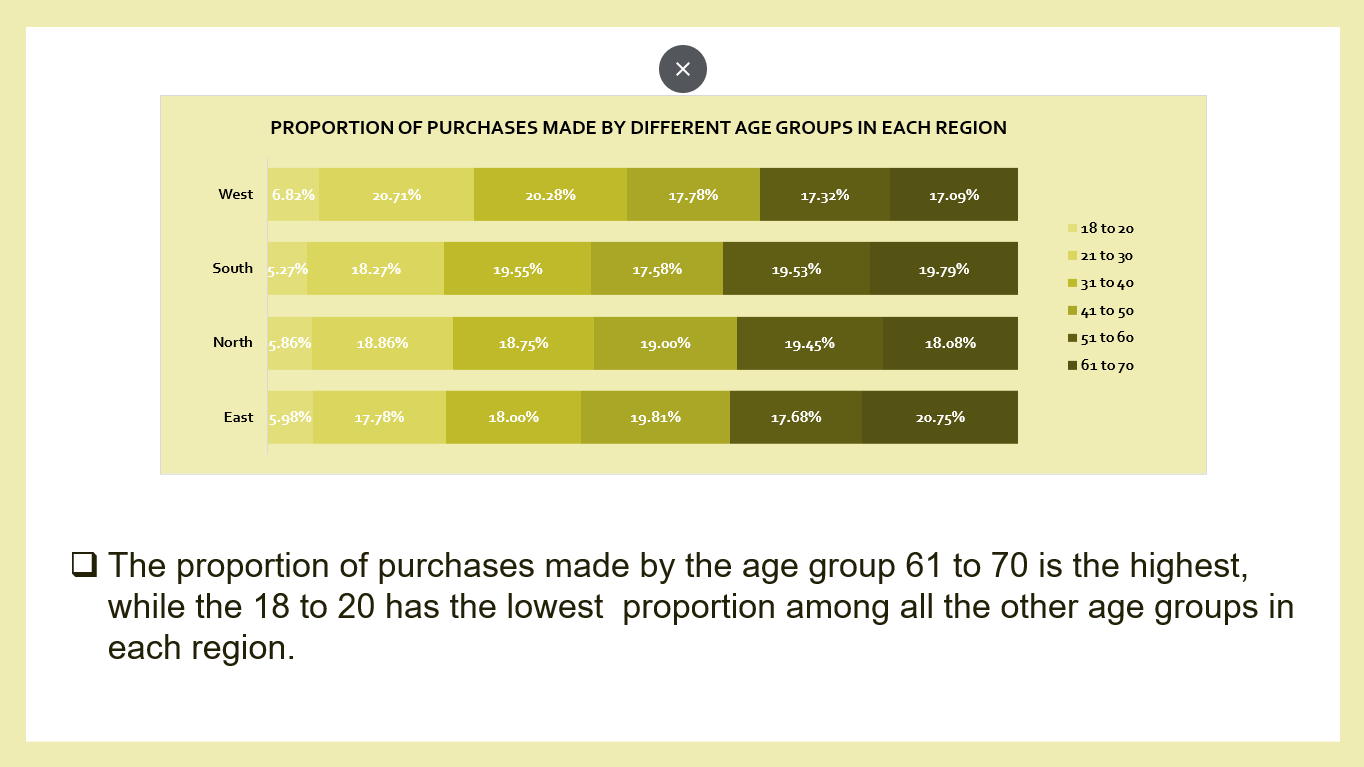 PROPORTION OF PURCHASES MADE BY DIFFERENT AGE GROUPS IN EACH REGION
West 6.82% 20.71% 20.28% 17.78% 17.32% 17.09%
South 5.27% 18.27% 19.55% 17.58% 19.53% 19.79%
North 5.86% 18.86% 18.75% 19.00% 19.45% 18.08%
East 5.98% 17.78% 18.00% 19.81% 17.68% 20.75%
18 to 20
21 to 30
31 to 40
41 to 50
51 to 60
61 to 70
The proportion of purchases made by the age group 61 to 70 is the highest,
while the 18 to 20 has the lowest  proportion among all the other age groups in
each region.